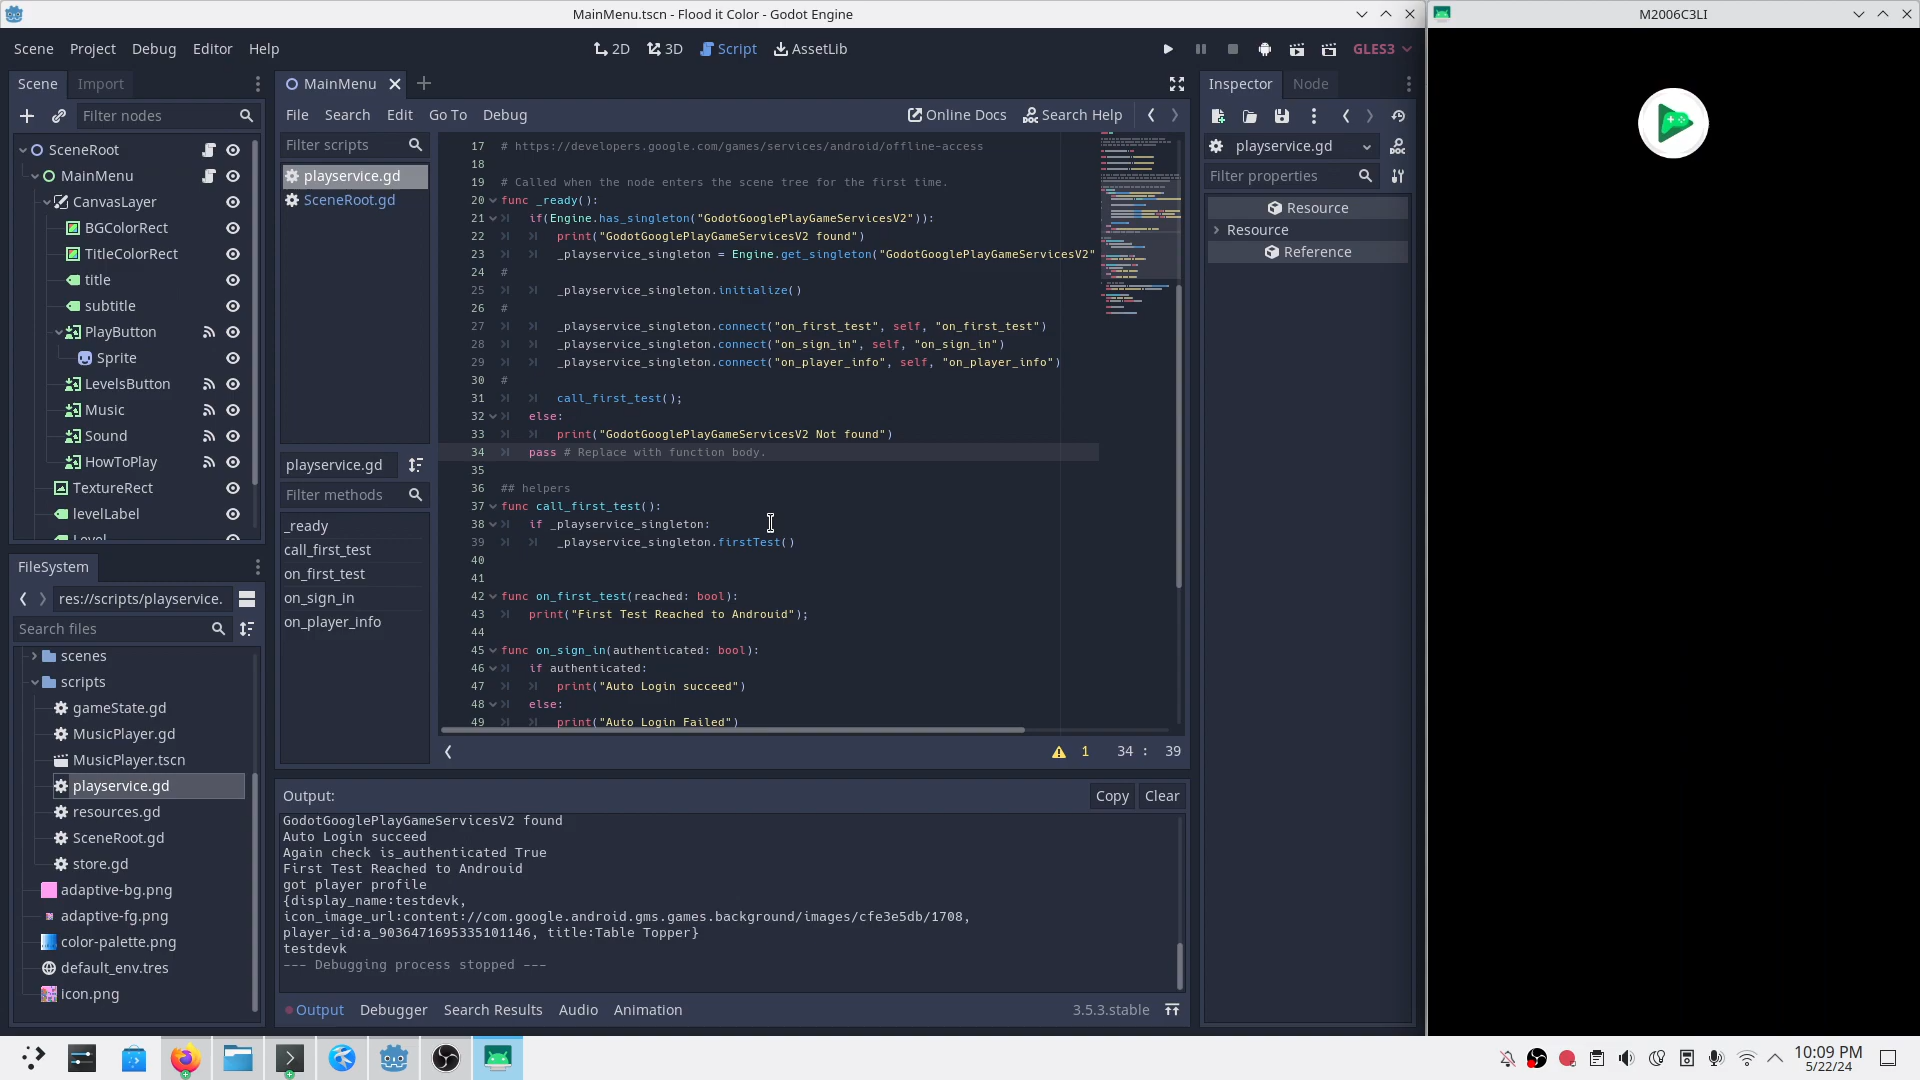 MainMenu.tscn - Flood it Color - Godot Engine
M2006C3LI
Scene Project Debug Editor Help
2D 3D Script AssetLib
GLES3
Scene Import
MainMenu
Inspector Node
Filter nodes
File Search Edit Go To Debug
Online Docs Search Help
SceneRoot
MainMenu
CanvasLayer
BGColorRect
TitleColorRect
title
subtitle
PlayButton
Sprite
LevelsButton
Music
Sound
HowToPlay
TextureRect
levelLabel
Level
Filter scripts
playservice.gd
SceneRoot.gd
playservice.gd
Filter methods
_ready
call_first_test
on_first_test
on_sign_in
on_player_info
17 # https://developers.google.com/games/services/android/offline-access
18
19 # Called when the node enters the scene tree for the first time.
20 func _ready():
21 if(Engine.has_singleton("GodotGooglePlayGameServicesV2")):
22 print("GodotGooglePlayGameServicesV2 found")
23 _playservice_singleton = Engine.get_singleton("GodotGooglePlayGameServicesV2"
24 #
25 _playservice_singleton.initialize()
26 #
27 _playservice_singleton.connect("on_first_test", self, "on_first_test")
28 _playservice_singleton.connect("on_sign_in", self, "on_sign_in")
29 _playservice_singleton.connect("on_player_info", self, "on_player_info")
30 #
31 call_first_test();
32 else:
33 print("GodotGooglePlayGameServicesV2 Not found")
34 pass # Replace with function body.
35
36 ## helpers
37 func call_first_test():
38 if _playservice_singleton:
39 _playservice_singleton.firstTest()
40
41
42 func on_first_test(reached: bool):
43 print("First Test Reached to Androuid");
44
45 func on_sign_in(authenticated: bool):
46 if authenticated:
47 print("Auto Login succeed")
48 else:
49 print("Auto Login Failed")
1 34 : 39
playservice.gd
Filter properties
Resource
Resource
Reference
FileSystem
res://scripts/playservice.
Search files
scenes
scripts
gameState.gd
MusicPlayer.gd
MusicPlayer.tscn
playservice.gd
resources.gd
SceneRoot.gd
store.gd
adaptive-bg.png
adaptive-fg.png
color-palette.png
default_env.tres
icon.png
Output:
Copy Clear
GodotGooglePlayGameServicesV2 found
Auto Login succeed
Again check is_authenticated True
First Test Reached to Androuid
got player profile
{display_name:testdevk,
icon_image_url:content://com.google.android.gms.games.background/images/cfe3e5db/1708,
player_id:a_9036471695335101146, title:Table Topper}
testdevk
--- Debugging process stopped ---
Output Debugger Search Results Audio Animation
3.5.3.stable
10:09 PM
5/22/24